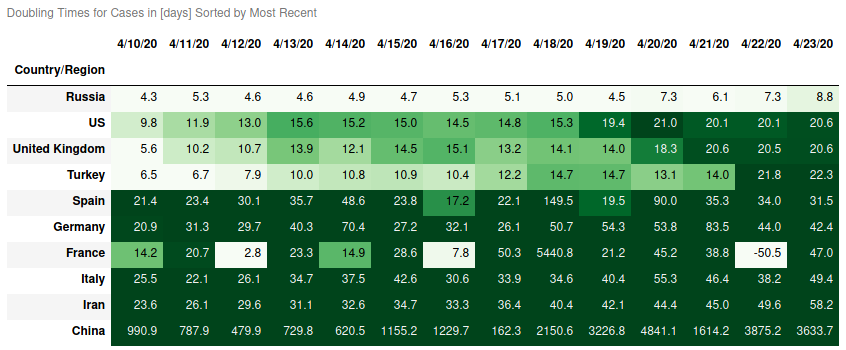 Doubling Times for Cases in [days] Sorted by Most Recent
4/10/20 4/11/20 4/12/20 4/13/20 4/14/20 4/15/20 4/16/20 4/17/20 4/18/20 4/19/20 4/20/20 4/21/20 4/22/20 4/23/20
Country/Region
Russia 4.3 5.3 4.6 4.6 4.9 4.7 5.3 5.1 5.0 4.5 7.3 6.1 7.3 8.8
US 9.8 11.9 13.0 15.6 15.2 15.0 14.5 14.8 15.3 19.4 21.0 20.1 20.1 20.6
United Kingdom 5.6 10.2 10.7 13.9 12.1 14.5 15.1 13.2 14.1 14.0 18.3 20.6 20.5 20.6
Turkey 6.5 6.7 7.9 10.0 10.8 10.9 10.4 12.2 14.7 14.7 13.1 14.0 21.8 22.3
Spain 21.4 23.4 30.1 35.7 48.6 23.8 17.2 22.1 149.5 19.5 90.0 35.3 34.0 31.5
Germany 20.9 31.3 29.7 40.3 70.4 27.2 32.1 26.1 50.7 54.3 53.8 83.5 44.0 42.4
France 14.2 20.7 2.8 23.3 14.9 28.6 7.8 50.3 5440.8 21.2 45.2 38.8 -50.5 47.0
Italy 25.5 22.1 26.1 34.7 37.5 42.6 30.6 33.9 34.6 40.4 55.3 46.4 38.2 49.4
Iran 23.6 26.1 29.6 31.1 32.6 34.7 33.3 36.4 40.4 42.1 44.4 45.0 49.6 58.2
China 990.9 787.9 479.9 729.8 620.5 1155.2 1229.7 162.3 2150.6 3226.8 4841.1 1614.2 3875.2 3633.7